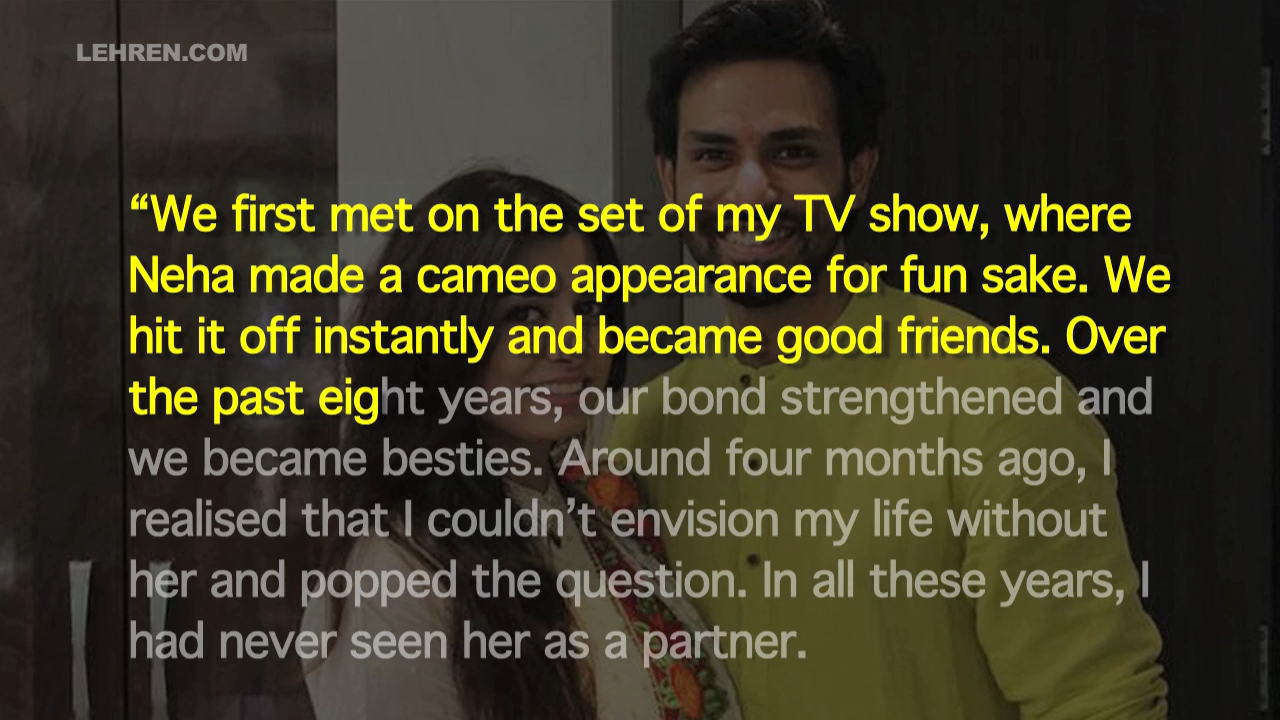 LEHREN.COM
“We first met on the set of my TV show, where
Neha made a cameo appearance for fun sake. We
hit it off instantly and became good friends. Over
the past eight years, our bond strengthened and
we became besties. Around four months ago, I
realised that I couldn’t envision my life without
her and popped the question. In all these years, I
had never seen her as a partner.